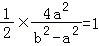 1/2 × 4a²/(b²−a²)=1